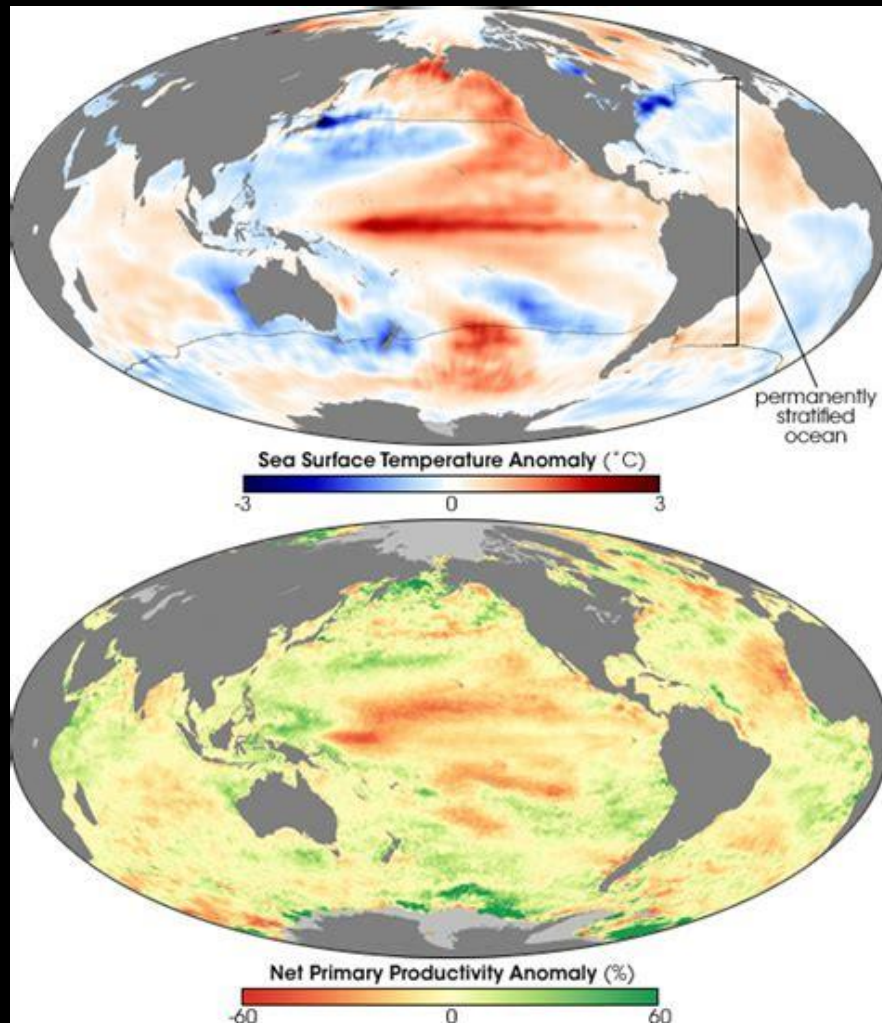 permanently
stratified
ocean
Sea Surface Temperature Anomaly (˚C)
-3 0 3
Net Primary Productivity Anomaly (%)
-60 0 60